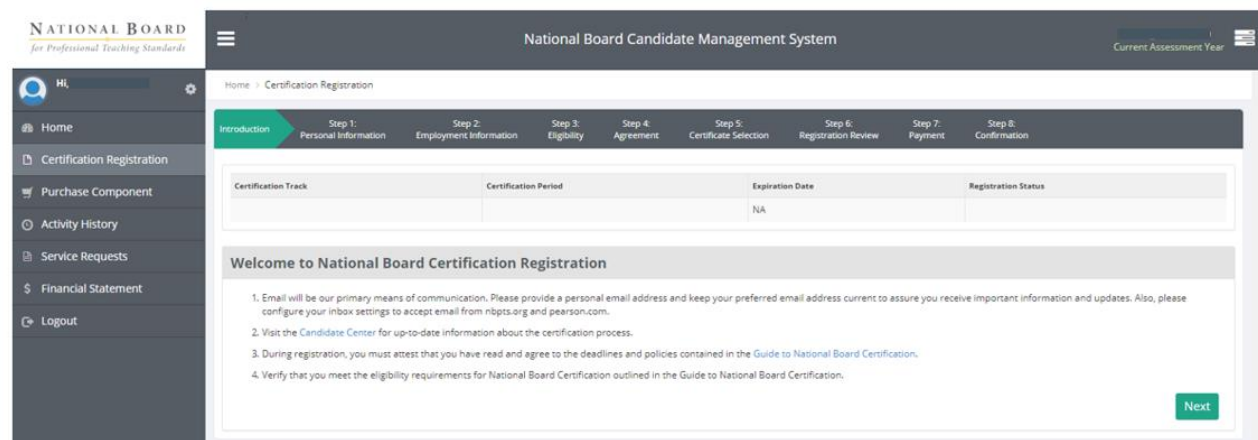 NATIONAL BOARD
for Professional Teaching Standards
National Board Candidate Management System
Current Assessment Year
Hi,
Home > Certification Registration
Home
Certification Registration
Purchase Component
Activity History
Service Requests
Financial Statement
Logout
Introduction
Step 1:
Personal Information
Step 2:
Employment Information
Step 3:
Eligibility
Step 4:
Agreement
Step 5:
Certificate Selection
Step 6:
Registration Review
Step 7:
Payment
Step 8:
Confirmation
Certification Track Certification Period Expiration Date Registration Status
NA
Welcome to National Board Certification Registration
1. Email will be our primary means of communication. Please provide a personal email address and keep your preferred email address current to assure you receive important information and updates. Also, please
configure your inbox settings to accept email from nbpts.org and pearson.com.
2. Visit the Candidate Center for up-to-date information about the certification process.
3. During registration, you must attest that you have read and agree to the deadlines and policies contained in the Guide to National Board Certification.
4. Verify that you meet the eligibility requirements for National Board Certification outlined in the Guide to National Board Certification.
Next